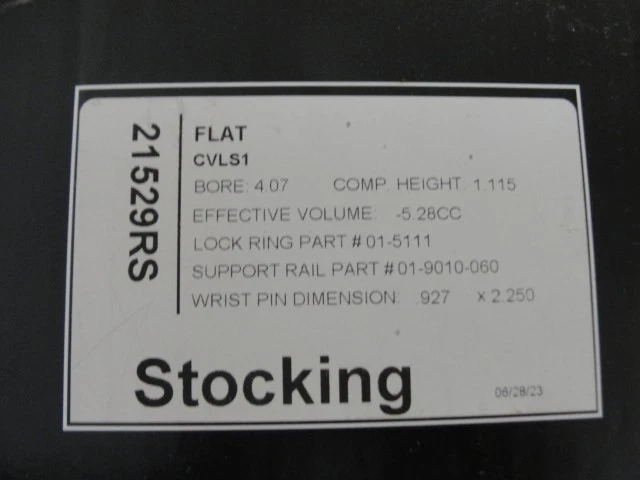 21529RS
FLAT
CVLS1
BORE: 4.07 COMP. HEIGHT: 1.115
EFFECTIVE VOLUME: -5.28CC
LOCK RING PART # 01-5111
SUPPORT RAIL PART # 01-9010-060
WRIST PIN DIMENSION: .927 x 2.250
Stocking
06/28/23